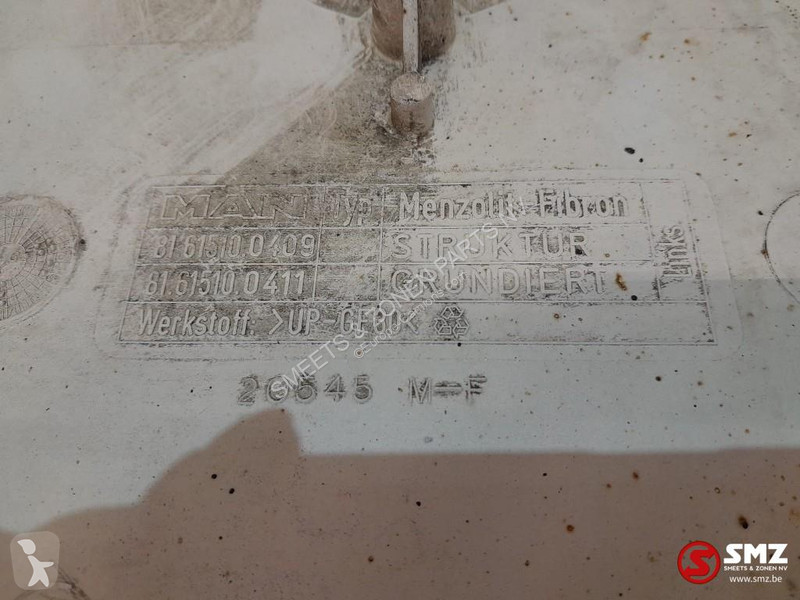 MAN Typ: Menzolit-Fibron
81.61510.0409 STRUKTUR
81.61510.0411 GRUNDIERT
Links
Werkstoff: >UP-GF30<
20545 M-F
SMEETS & ZONEN PARTS NV
SMZ
SMEETS & ZONEN NV
www.smz.be